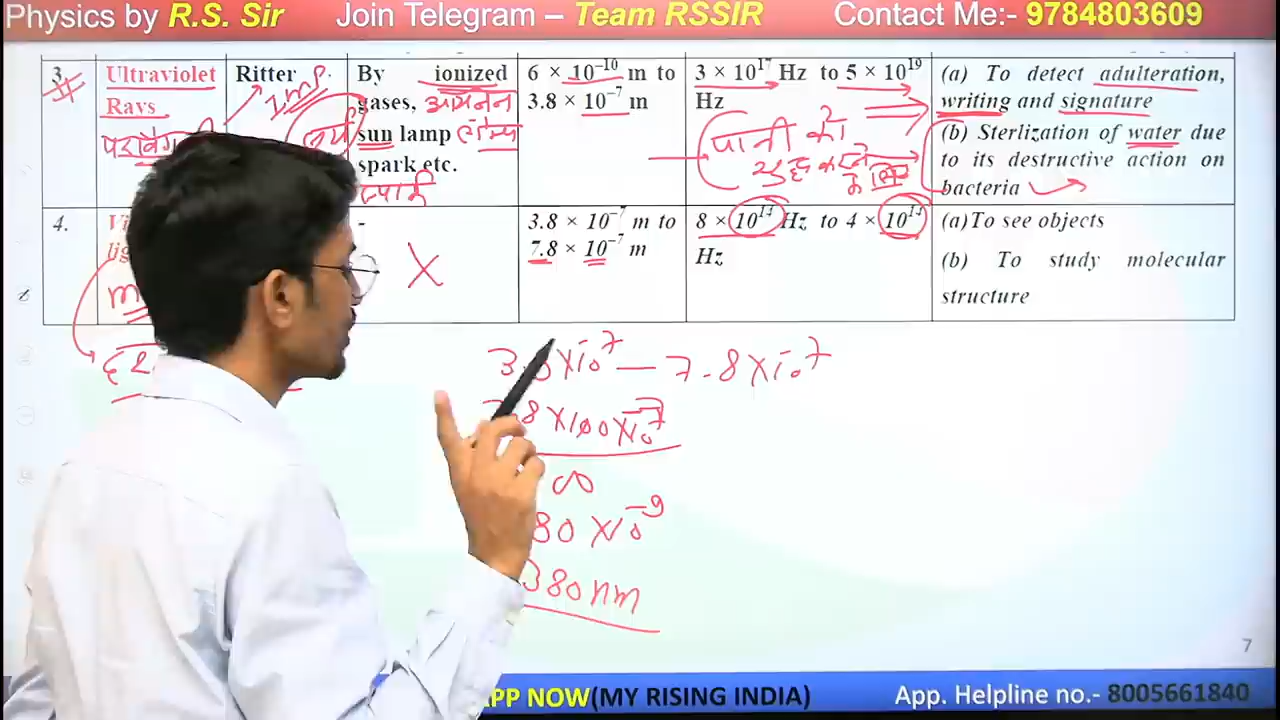 Physics by R.S. Sir Join Telegram – Team RSSIR Contact Me:- 9784803609
3. Ultraviolet Rays Ritter By ionized gases, sun lamp spark etc. 6 × 10⁻¹⁰ m to 3.8 × 10⁻⁷ m 3 × 10¹⁷ Hz to 5 × 10¹⁹ Hz (a) To detect adulteration, writing and signature
(b) Sterlization of water due to its destructive action on bacteria
Imp.
पानी को
4. - 3.8 × 10⁻⁷ m to 7.8 × 10⁻⁷ m 8 × 10¹⁴ Hz to 4 × 10¹⁴ Hz (a) To see objects
(b) To study molecular structure
X
— 7.8 × 10⁻⁷
80 × 10⁻⁹
380 nm
7
APP NOW(MY RISING INDIA) App. Helpline no.- 8005661840